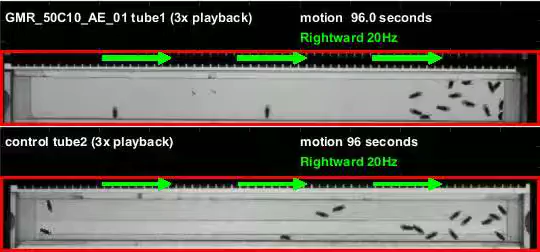 GMR_50C10_AE_01 tube1 (3x playback)
motion 96.0 seconds
Rightward 20Hz
control tube2 (3x playback)
motion 96 seconds
Rightward 20Hz